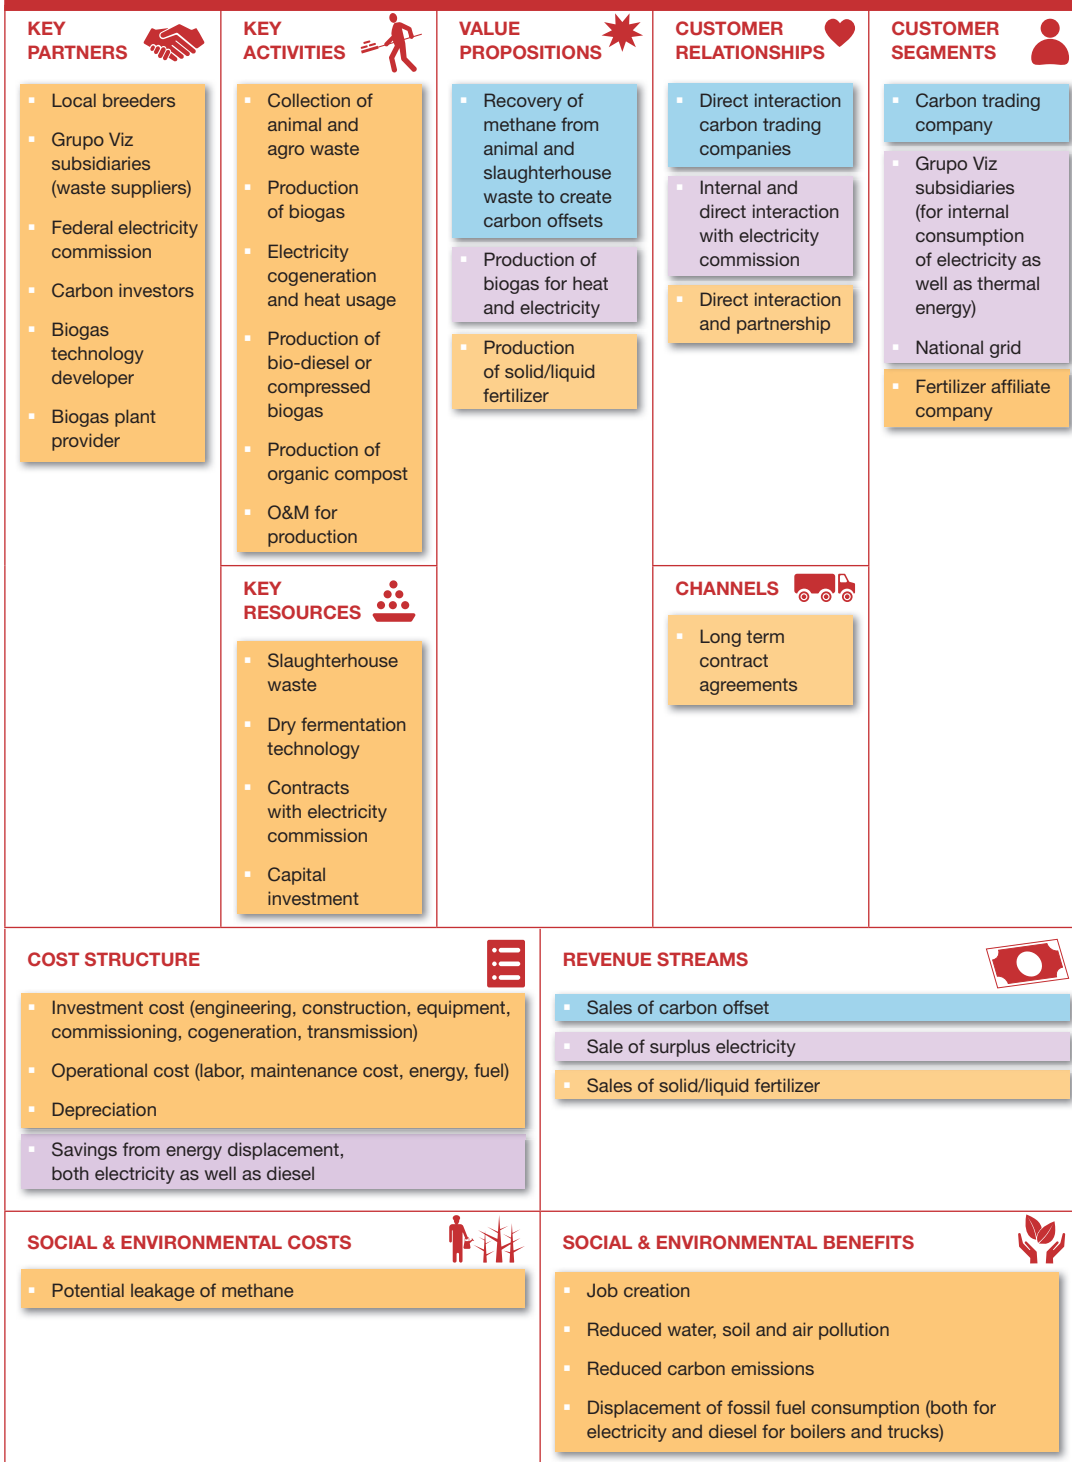 KEY
PARTNERS
Local breeders
Grupo Viz
subsidiaries
(waste suppliers)
Federal electricity
commission
Carbon investors
Biogas
technology
developer
Biogas plant
provider
KEY
ACTIVITIES
Collection of
animal and
agro waste
Production
of biogas
Electricity
cogeneration
and heat usage
Production of
bio-diesel or
compressed
biogas
Production of
organic compost
O&M for
production
KEY
RESOURCES
Slaughterhouse
waste
Dry fermentation
technology
Contracts
with electricity
commission
Capital
investment
VALUE
PROPOSITIONS
Recovery of
methane from
animal and
slaughterhouse
waste to create
carbon offsets
Production of
biogas for heat
and electricity
Production
of solid/liquid
fertilizer
CUSTOMER
RELATIONSHIPS
Direct interaction
carbon trading
companies
Internal and
direct interaction
with electricity
commission
Direct interaction
and partnership
CHANNELS
Long term
contract
agreements
CUSTOMER
SEGMENTS
Carbon trading
company
Grupo Viz
subsidiaries
(for internal
consumption
of electricity as
well as thermal
energy)
National grid
Fertilizer affiliate
company
COST STRUCTURE
Investment cost (engineering, construction, equipment,
commissioning, cogeneration, transmission)
Operational cost (labor, maintenance cost, energy, fuel)
Depreciation
Savings from energy displacement,
both electricity as well as diesel
REVENUE STREAMS
Sales of carbon offset
Sale of surplus electricity
Sales of solid/liquid fertilizer
SOCIAL & ENVIRONMENTAL COSTS
Potential leakage of methane
SOCIAL & ENVIRONMENTAL BENEFITS
Job creation
Reduced water, soil and air pollution
Reduced carbon emissions
Displacement of fossil fuel consumption (both for
electricity and diesel for boilers and trucks)